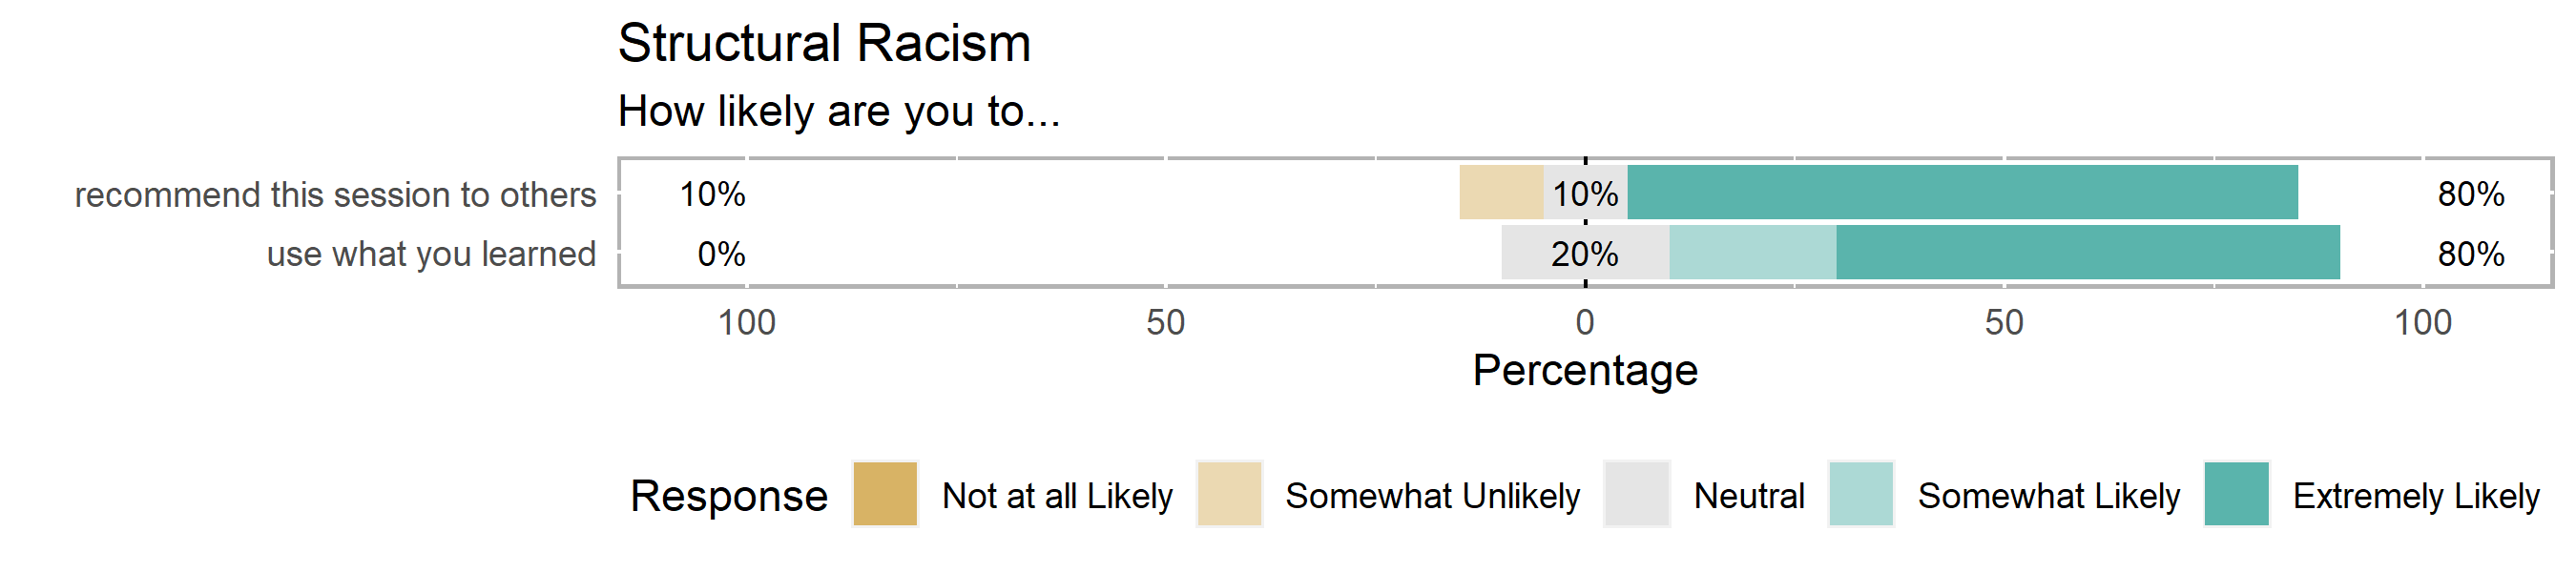 Structural Racism
How likely are you to...
recommend this session to others 10% 10% 80%
use what you learned 0% 20% 80%
100 50 0 50 100
Percentage
Response Not at all Likely Somewhat Unlikely Neutral Somewhat Likely Extremely Likely